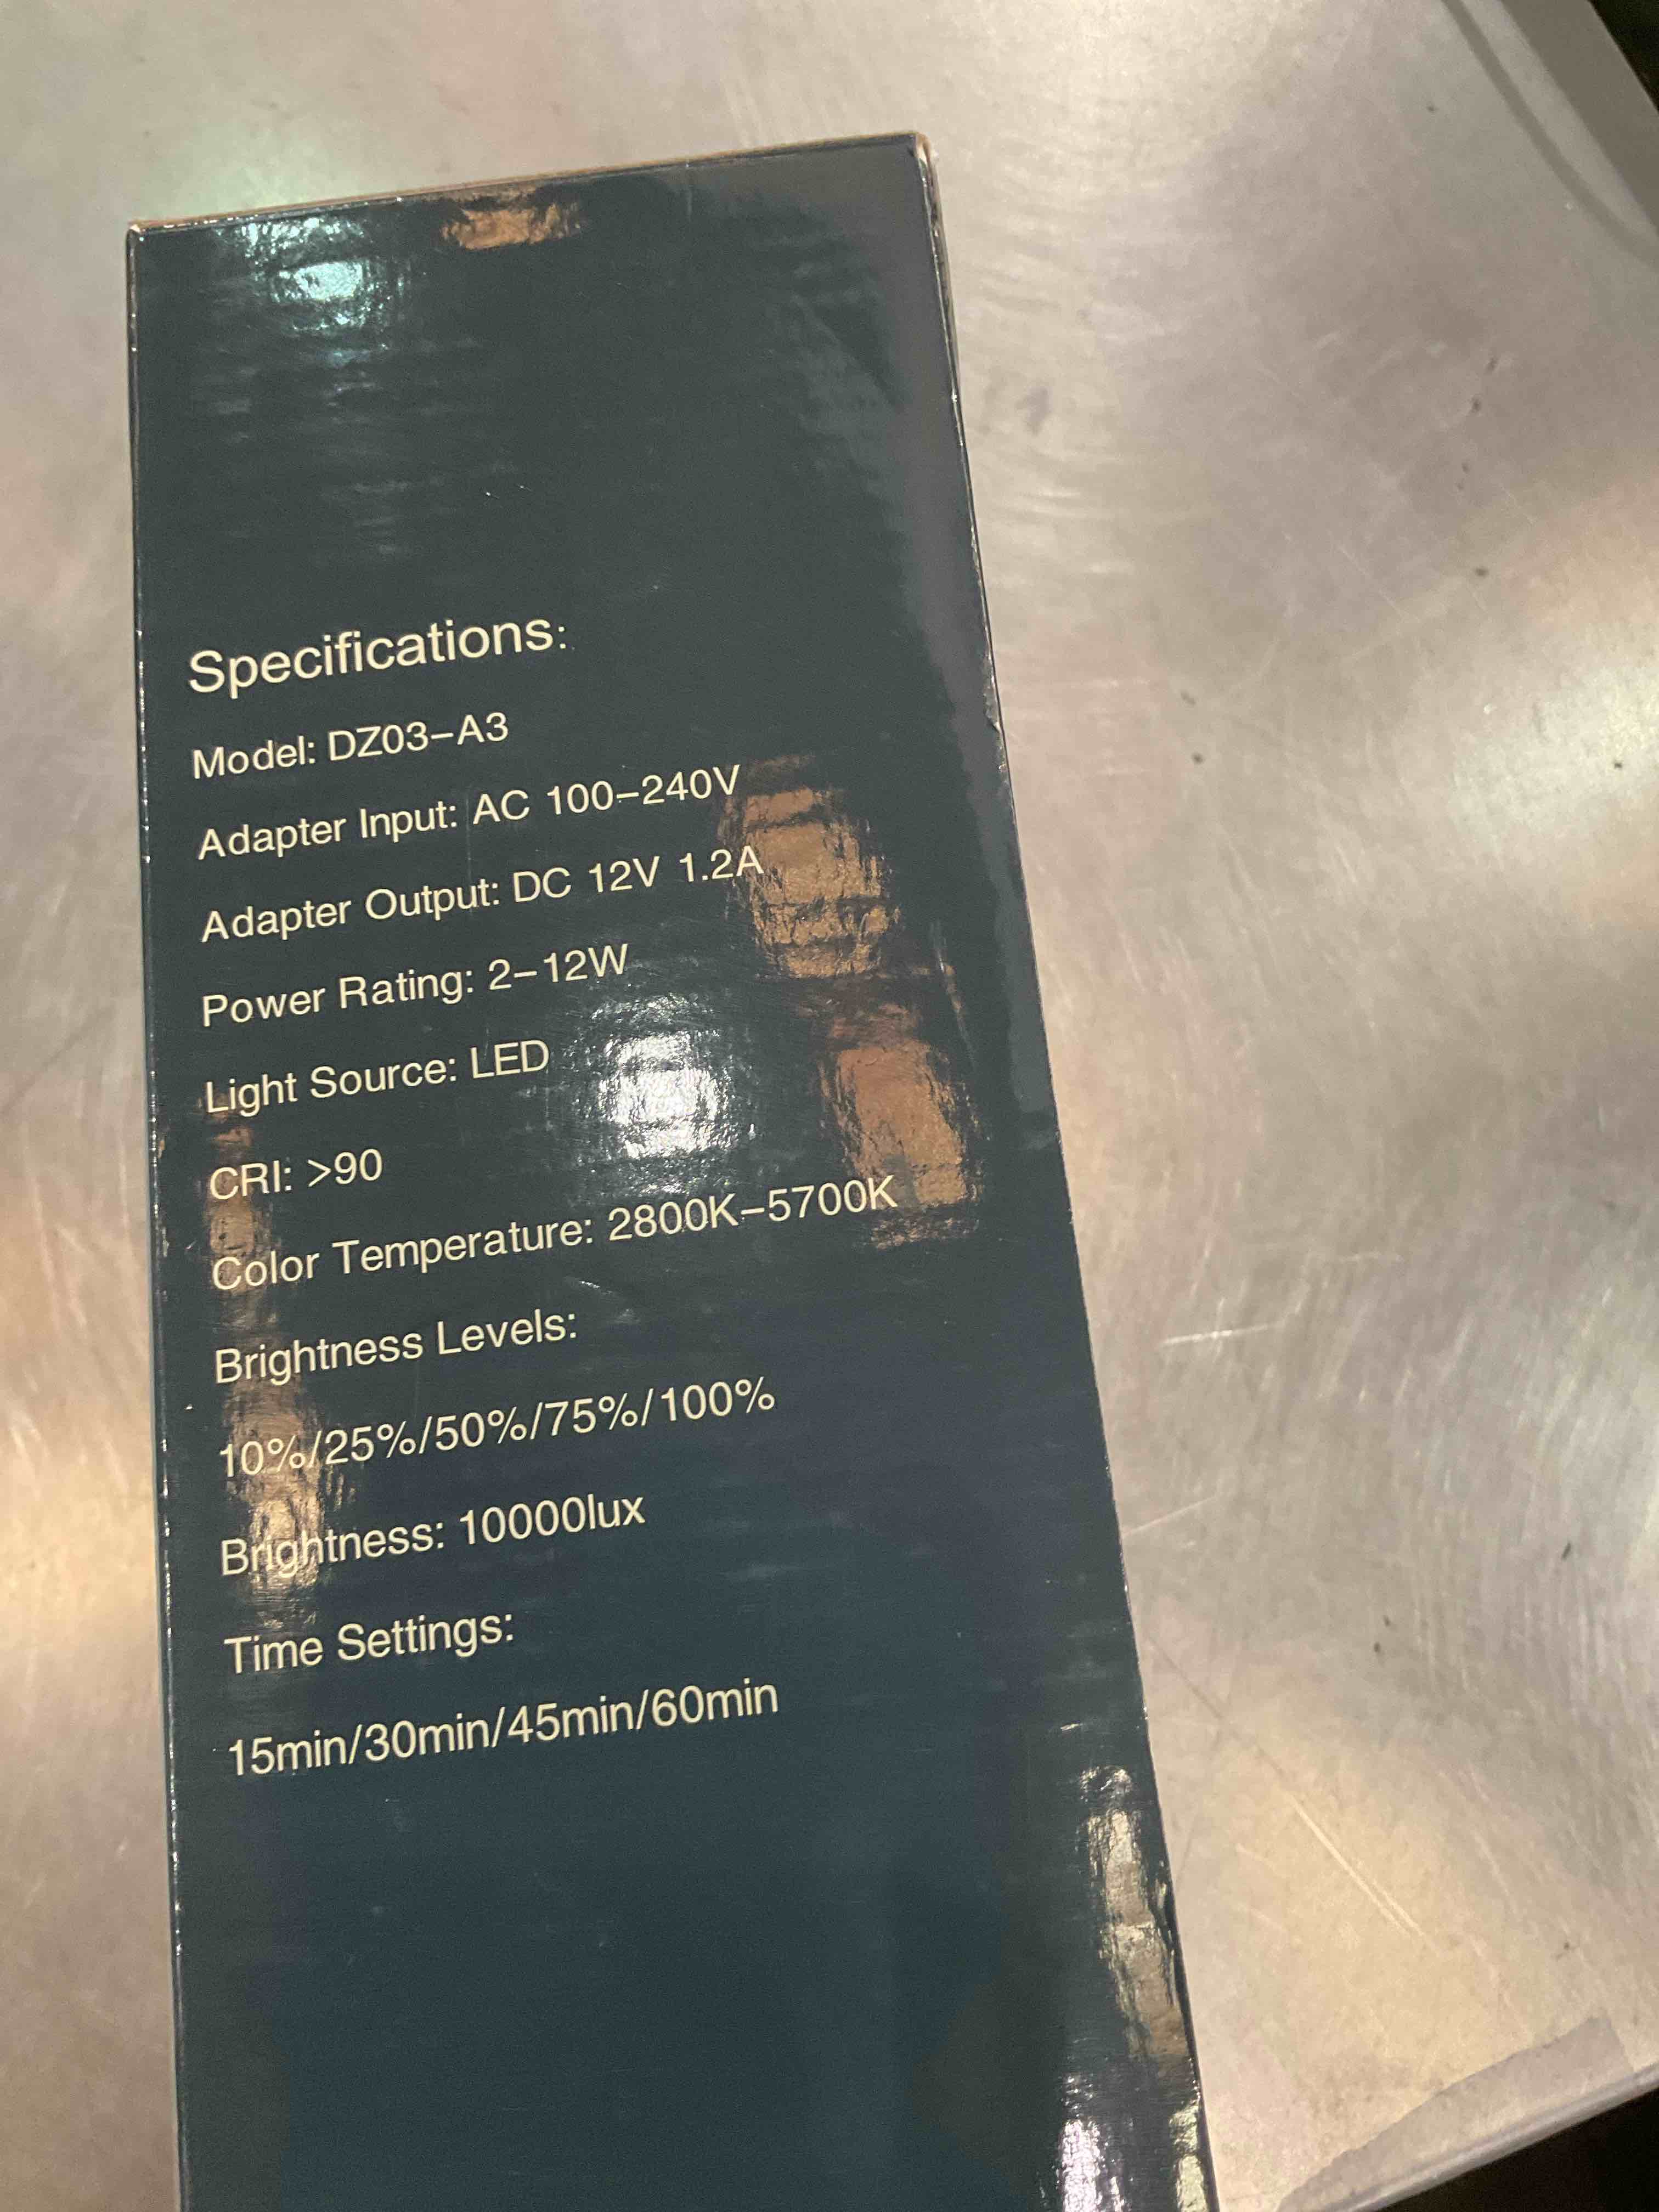 Specifications:
Model: DZ03-A3
Adapter Input: AC 100-240V
Adapter Output: DC 12V 1.2A
Power Rating: 2-12W
Light Source: LED
CRI: >90
Color Temperature: 2800K-5700K
Brightness Levels:
10%/25%/50%/75%/100%
Brightness: 10000lux
Time Settings:
15min/30min/45min/60min